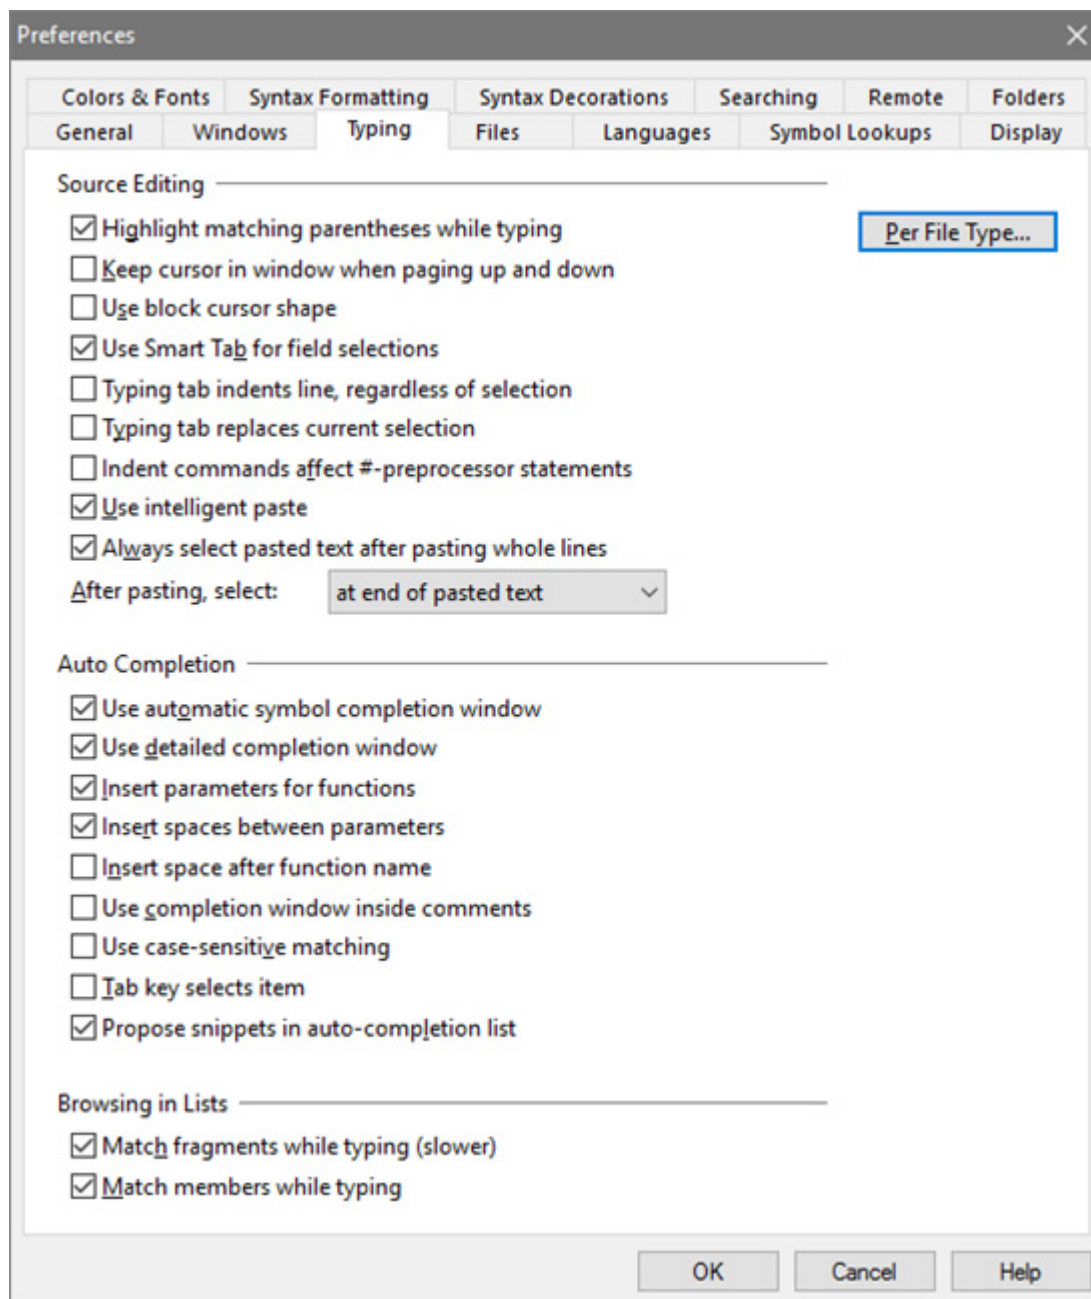 Preferences
Colors & Fonts Syntax Formatting Syntax Decorations Searching Remote Folders
General Windows Typing Files Languages Symbol Lookups Display
Source Editing
Highlight matching parentheses while typing
Per File Type...
Keep cursor in window when paging up and down
Use block cursor shape
Use Smart Tab for field selections
Typing tab indents line, regardless of selection
Typing tab replaces current selection
Indent commands affect #-preprocessor statements
Use intelligent paste
Always select pasted text after pasting whole lines
After pasting, select: at end of pasted text
Auto Completion
Use automatic symbol completion window
Use detailed completion window
Insert parameters for functions
Insert spaces between parameters
Insert space after function name
Use completion window inside comments
Use case-sensitive matching
Tab key selects item
Propose snippets in auto-completion list
Browsing in Lists
Match fragments while typing (slower)
Match members while typing
OK Cancel Help